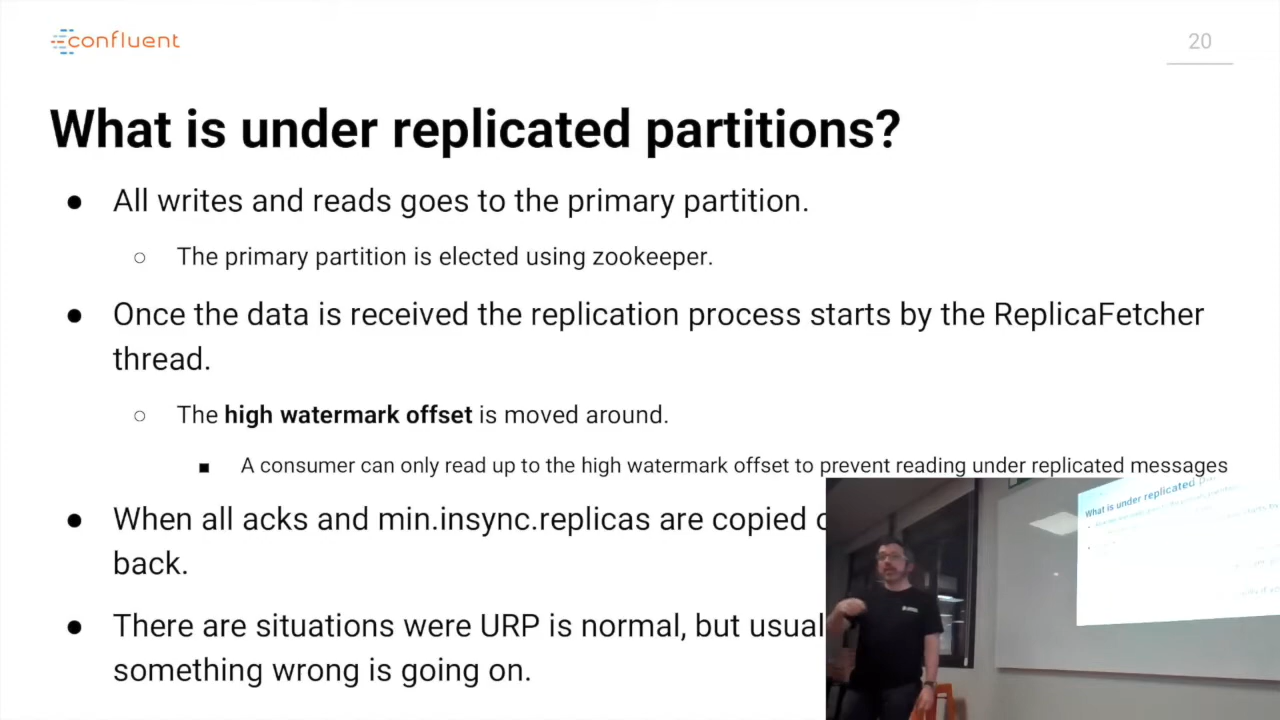 confluent
20
What is under replicated partitions?
● All writes and reads goes to the primary partition.
○ The primary partition is elected using zookeeper.
● Once the data is received the replication process starts by the ReplicaFetcher
thread.
○ The high watermark offset is moved around.
■ A consumer can only read up to the high watermark offset to prevent reading under replicated messages
● When all acks and min.insync.replicas are copied
back.
● There are situations were URP is normal, but usual
something wrong is going on.
What is under replicated